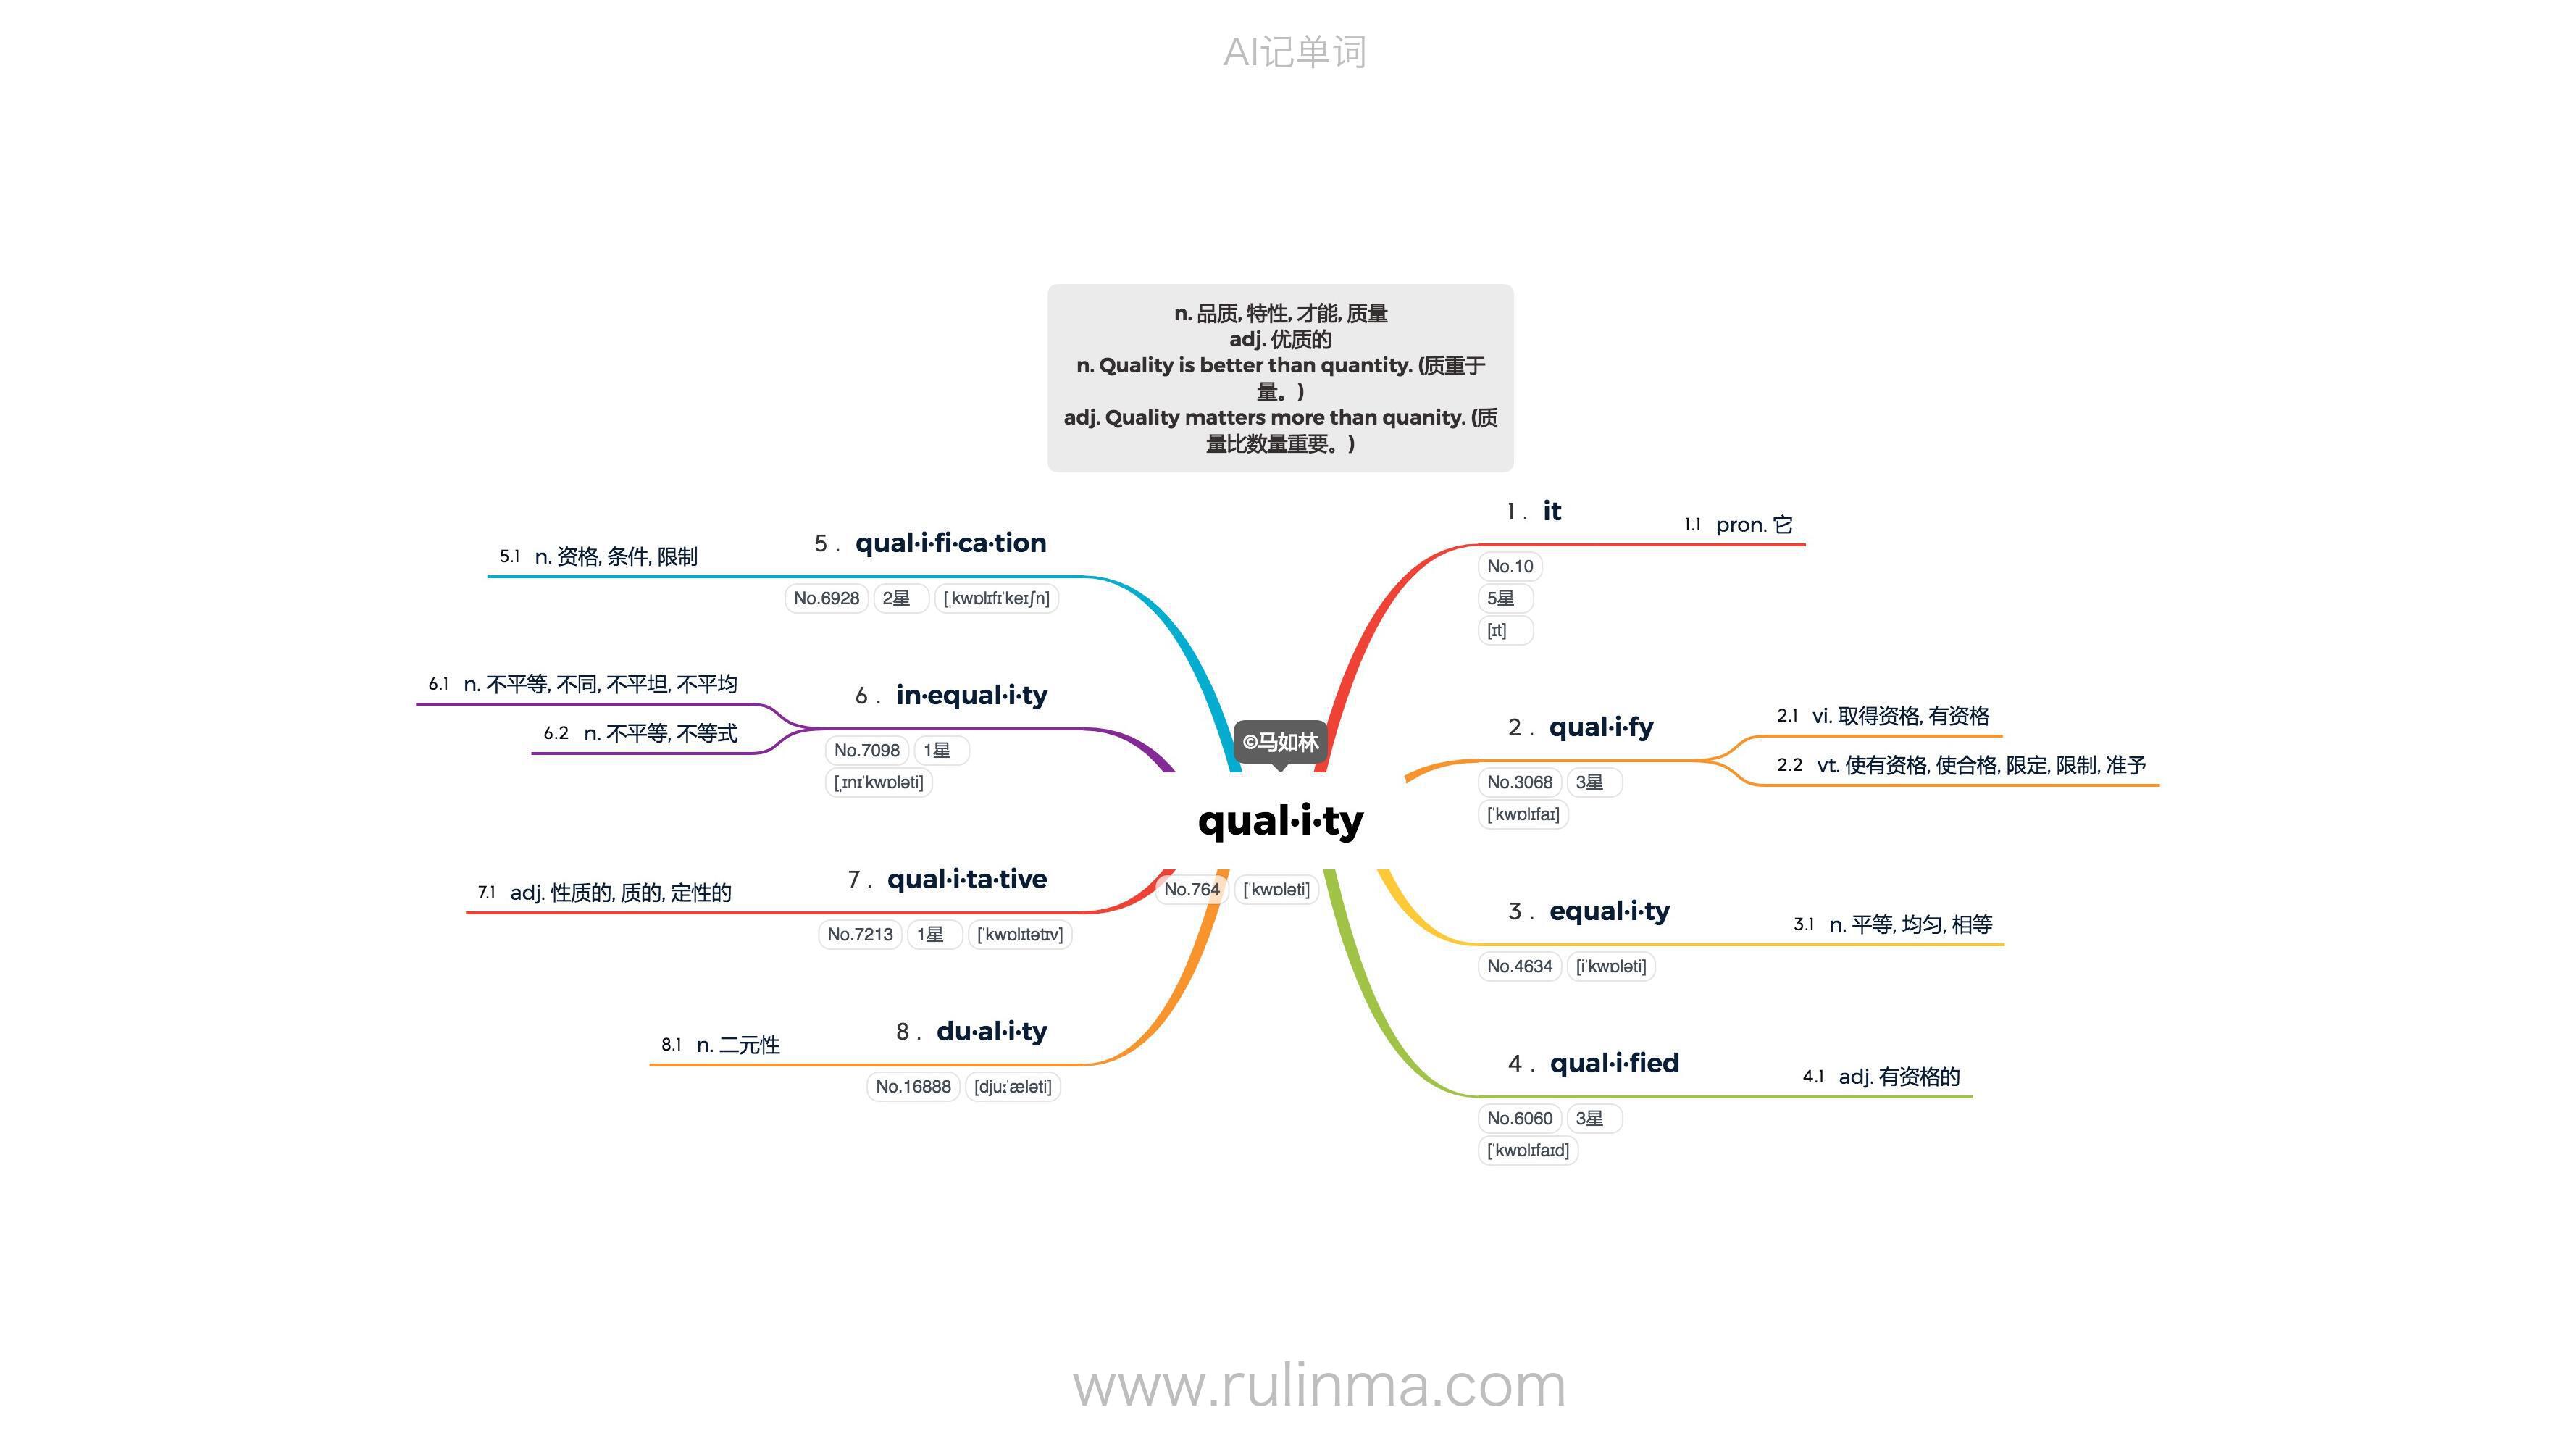 AI记单词
n. 品质, 特性, 才能, 质量
adj. 优质的
n. Quality is better than quantity. (质重于
量。)
adj. Quality matters more than quanity. (质
量比数量重要。)
©马如林
qual·i·ty
No.764 [ˈkwɒləti]
1 . it
No.10
5星
[ɪt]
1.1 pron. 它
2 . qual·i·fy
No.3068 3星
[ˈkwɒlɪfaɪ]
2.1 vi. 取得资格, 有资格
2.2 vt. 使有资格, 使合格, 限定, 限制, 准予
3 . equal·i·ty
No.4634 [iˈkwɒləti]
3.1 n. 平等, 均匀, 相等
4 . qual·i·fied
No.6060 3星
[ˈkwɒlɪfaɪd]
4.1 adj. 有资格的
5 . qual·i·fi·ca·tion
No.6928 2星 [ˌkwɒlɪfɪˈkeɪʃn]
5.1 n. 资格, 条件, 限制
6 . in·equal·i·ty
No.7098 1星
[ˌɪnɪˈkwɒləti]
6.1 n. 不平等, 不同, 不平坦, 不平均
6.2 n. 不平等, 不等式
7 . qual·i·ta·tive
No.7213 1星 [ˈkwɒlɪtətɪv]
7.1 adj. 性质的, 质的, 定性的
8 . du·al·i·ty
No.16888 [djuːˈæləti]
8.1 n. 二元性
www.rulinma.com